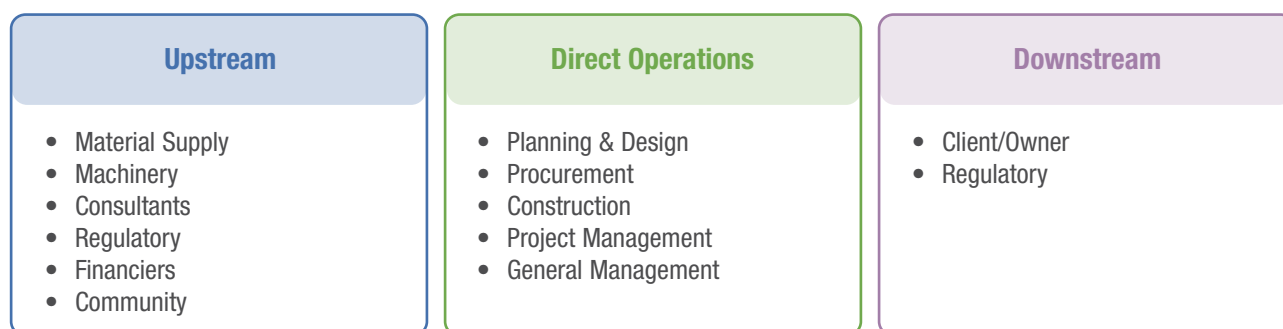 Upstream
• Material Supply
• Machinery
• Consultants
• Regulatory
• Financiers
• Community
Direct Operations
• Planning & Design
• Procurement
• Construction
• Project Management
• General Management
Downstream
• Client/Owner
• Regulatory